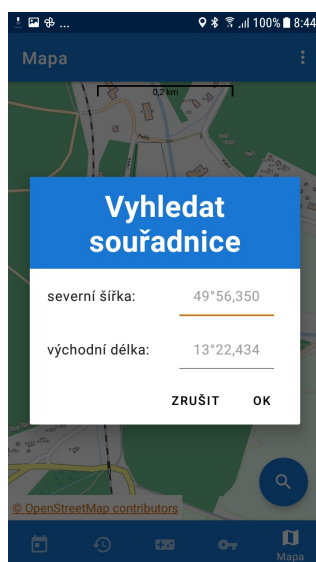 ... 100% 8:44
Mapa
0,2 km
Vyhledat
souřadnice
severní šířka: 49°56,350
východní délka: 13°22,434
ZRUŠIT OK
© OpenStreetMap contributors
Mapa